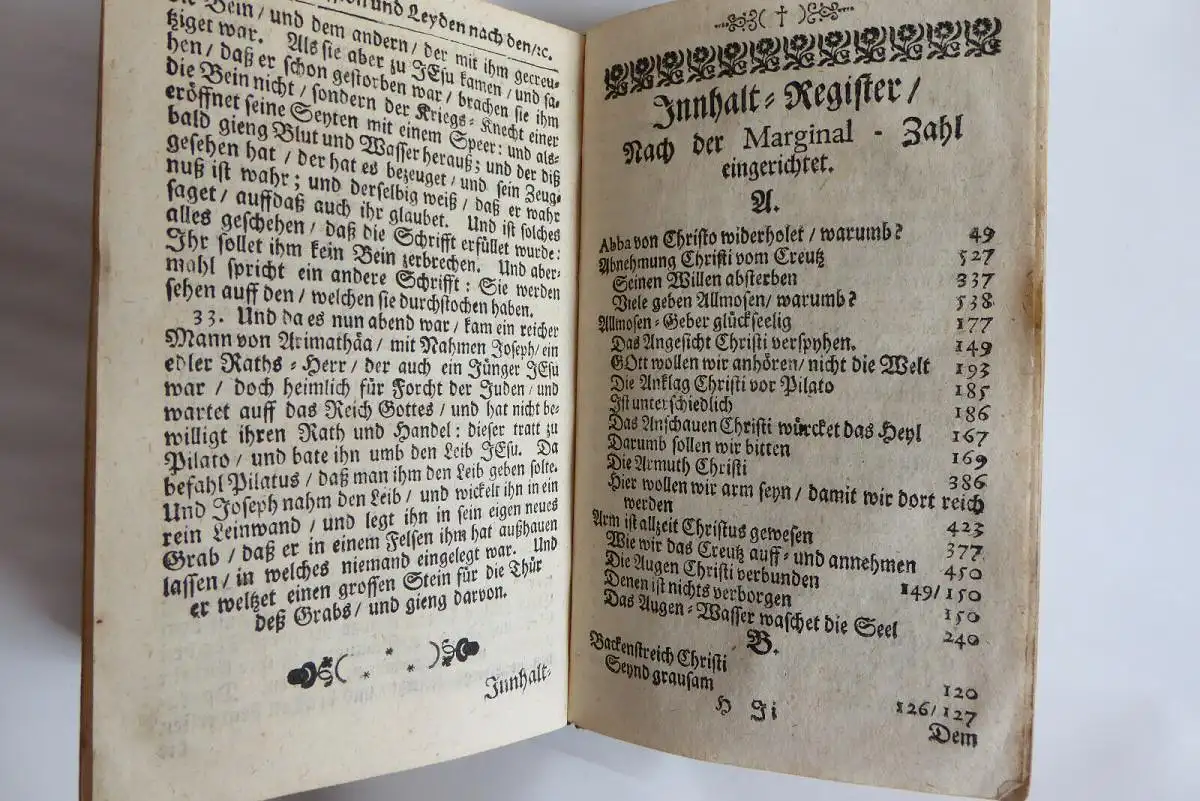 und Leyden nach den/ꝛc.
die Bein/ und dem andern/ der mit ihm gecreu-
tziget war. Als sie aber zu JEsu kamen/ und sa-
hen/ daß er schon gestorben war/ brachen sie ihm
die Bein nicht/ sondern der Kriegs-Knecht einer
eröffnet seine Seyten mit einem Speer: und als-
bald gieng Blut und Wasser herauß; und der diß
gesehen hat/ der hat es bezeuget/ und sein Zeug-
nuß ist wahr; und derselbig weiß/ daß er wahr
saget/ auffdaß auch ihr glaubet. Und ist solches
alles geschehen/ daß die Schrifft erfüllet wurde:
Ihr sollet ihm kein Bein zerbrechen. Und aber-
mahl spricht ein andere Schrifft: Sie werden
sehen auff den/ welchen sie durchstochen haben.
33. Und da es nun abend war/ kam ein reicher
Mann von Arimathäa/ mit Nahmen Joseph/ ein
edler Raths-Herr/ der auch ein Jünger JEsu
war/ doch heimlich für Forcht der Juden/ und
wartet auff das Reich Gottes/ und hat nicht be-
willigt ihren Rath und Handel: dieser tratt zu
Pilato/ und bate ihn umb den Leib JEsu. Da
befahl Pilatus/ daß man ihm den Leib geben solte.
Und Joseph nahm den Leib/ und wickelt ihn in ein
rein Leinwand/ und legt ihn in sein eigen neues
Grab/ daß er in einem Felsen ihm hat außhauen
lassen/ in welches niemand eingelegt war. Und
er weltzet einen grossen Stein für die Thür
deß Grabs/ und gieng darvon.
Innhalt-
Innhalt-Register/
Nach der Marginal-Zahl
eingerichtet.
A.
Abba von Christo widerholet/ warumb? 49
Abnehmung Christi vom Creutz 527
Seinen Willen absterben 337
Viele geben Allmosen/ warumb? 538
Allmosen-Geber glückseelig 177
Das Angesicht Christi verspyhen. 149
GOtt wollen wir anhören/ nicht die Welt 193
Die Anklag Christi vor Pilato 185
Ist unterschiedlich 186
Das Anschauen Christi würcket das Heyl 167
Darumb sollen wir bitten 169
Die Armuth Christi 386
Hier wollen wir arm seyn/ damit wir dort reich
werden 423
Arm ist allzeit Christus gewesen 377
Wie wir das Creutz auff- und annehmen 450
Die Augen Christi verbunden 149/150
Denen ist nichts verborgen 150
Das Augen-Wasser waschet die Seel 240
B.
Backenstreich Christi 120
Seynd grausam 126/127
H Ii
Dem